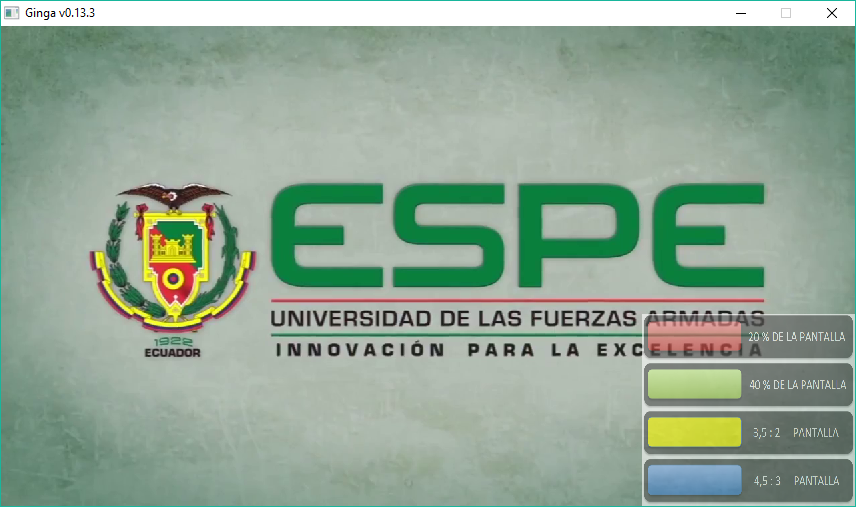 Ginga v0.13.3
ESPE
UNIVERSIDAD DE LAS FUERZAS ARMADAS
INNOVACIÓN PARA LA EXCELENCIA
1922
ECUADOR
20 % DE LA PANTALLA
40 % DE LA PANTALLA
3,5 : 2 PANTALLA
4,5 : 3 PANTALLA